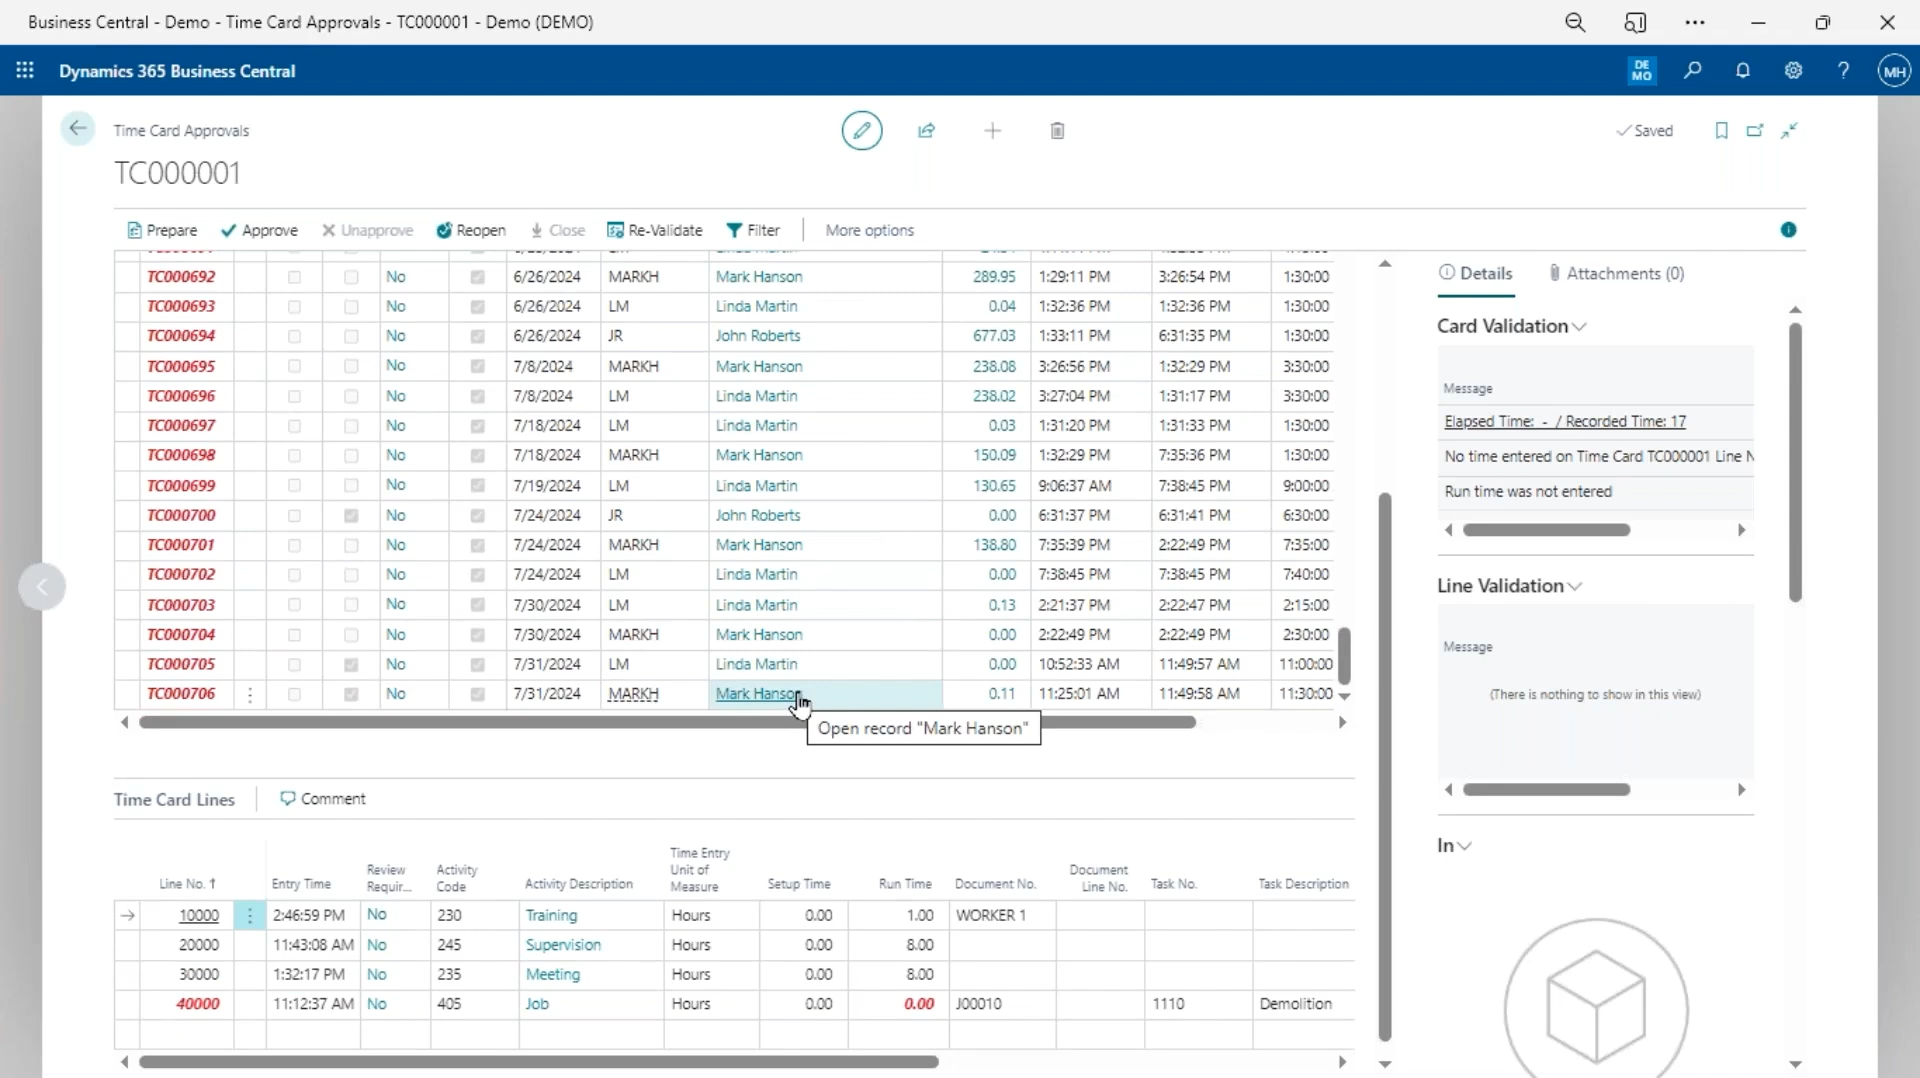 Business Central - Demo - Time Card Approvals - TC000001 - Demo (DEMO)
Dynamics 365 Business Central
DE MO
MH
Time Card Approvals
Saved
TC000001
Prepare Approve Unapprove Reopen Close Re-Validate Filter More options
TC000692 No 6/26/2024 MARKH Mark Hanson 289.95 1:29:11 PM 3:26:54 PM 1:30:00
TC000693 No 6/26/2024 LM Linda Martin 0.04 1:32:36 PM 1:32:36 PM 1:30:00
TC000694 No 6/26/2024 JR John Roberts 677.03 1:33:11 PM 6:31:35 PM 1:30:00
TC000695 No 7/8/2024 MARKH Mark Hanson 238.08 3:26:56 PM 1:32:29 PM 3:30:00
TC000696 No 7/8/2024 LM Linda Martin 238.02 3:27:04 PM 1:31:17 PM 3:30:00
TC000697 No 7/18/2024 LM Linda Martin 0.03 1:31:20 PM 1:31:33 PM 1:30:00
TC000698 No 7/18/2024 MARKH Mark Hanson 150.09 1:32:29 PM 7:35:36 PM 1:30:00
TC000699 No 7/19/2024 LM Linda Martin 130.65 9:06:37 AM 7:38:45 PM 9:00:00
TC000700 No 7/24/2024 JR John Roberts 0.00 6:31:37 PM 6:31:41 PM 6:30:00
TC000701 No 7/24/2024 MARKH Mark Hanson 138.80 7:35:39 PM 2:22:49 PM 7:35:00
TC000702 No 7/24/2024 LM Linda Martin 0.00 7:38:45 PM 7:38:45 PM 7:40:00
TC000703 No 7/30/2024 LM Linda Martin 0.13 2:21:37 PM 2:22:47 PM 2:15:00
TC000704 No 7/30/2024 MARKH Mark Hanson 0.00 2:22:49 PM 2:22:49 PM 2:30:00
TC000705 No 7/31/2024 LM Linda Martin 0.00 10:52:33 AM 11:49:57 AM 11:00:00
TC000706 No 7/31/2024 MARKH Mark Hanson 0.11 11:25:01 AM 11:49:58 AM 11:30:00
Open record "Mark Hanson"
Time Card Lines Comment
Line No. ↑ Entry Time Review Requir... Activity Code Activity Description Time Entry Unit of Measure Setup Time Run Time Document No. Document Line No. Task No. Task Description
10000 2:46:59 PM No 230 Training Hours 0.00 1.00 WORKER 1
20000 11:43:08 AM No 245 Supervision Hours 0.00 8.00
30000 1:32:17 PM No 235 Meeting Hours 0.00 8.00
40000 11:12:37 AM No 405 Job Hours 0.00 0.00 J00010 1110 Demolition
Details Attachments (0)
Card Validation
Message
Elapsed Time: - / Recorded Time: 17
No time entered on Time Card TC000001 Line N
Run time was not entered
Line Validation
Message
(There is nothing to show in this view)
In